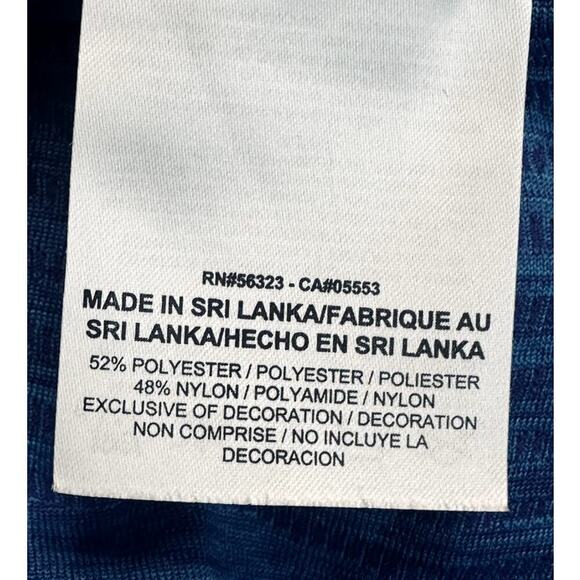 RN#56323 - CA#05553
MADE IN SRI LANKA/FABRIQUE AU
SRI LANKA/HECHO EN SRI LANKA
52% POLYESTER / POLYESTER / POLIESTER
48% NYLON / POLYAMIDE / NYLON
EXCLUSIVE OF DECORATION / DECORATION
NON COMPRISE / NO INCLUYE LA
DECORACION